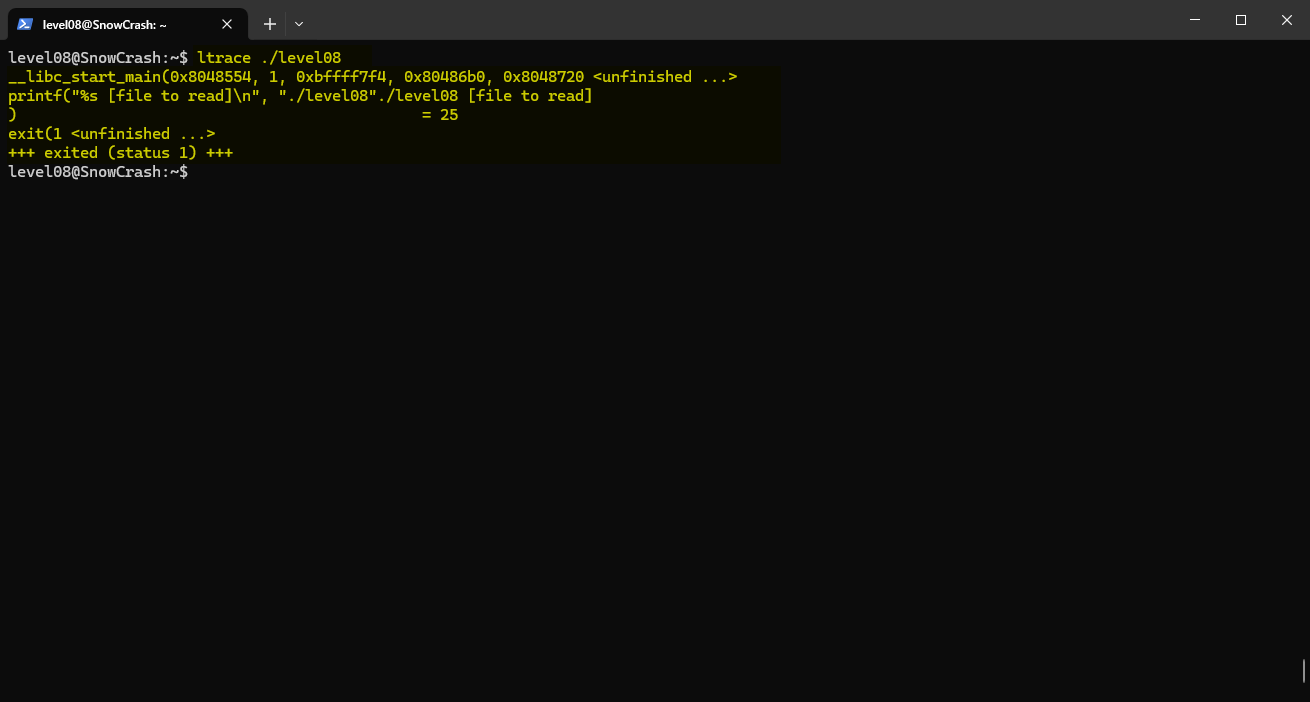 level08@SnowCrash: ~
level08@SnowCrash:~$ ltrace ./level08
__libc_start_main(0x8048554, 1, 0xbffff7f4, 0x80486b0, 0x8048720 <unfinished ...>
printf("%s [file to read]\n", "./level08"./level08 [file to read]
)                                             = 25
exit(1 <unfinished ...>
+++ exited (status 1) +++
level08@SnowCrash:~$